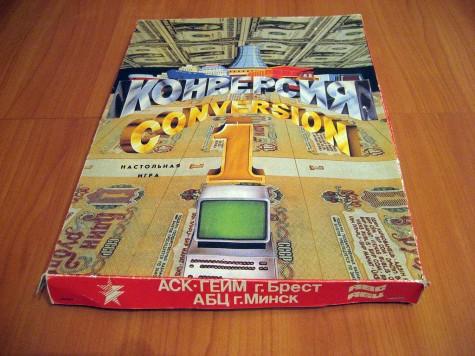 КОНВЕРСИЯ
CONVERSION
1
НАСТОЛЬНАЯ
ИГРА
АСК·ГЕЙМ г. Брест
АБЦ г. Минск